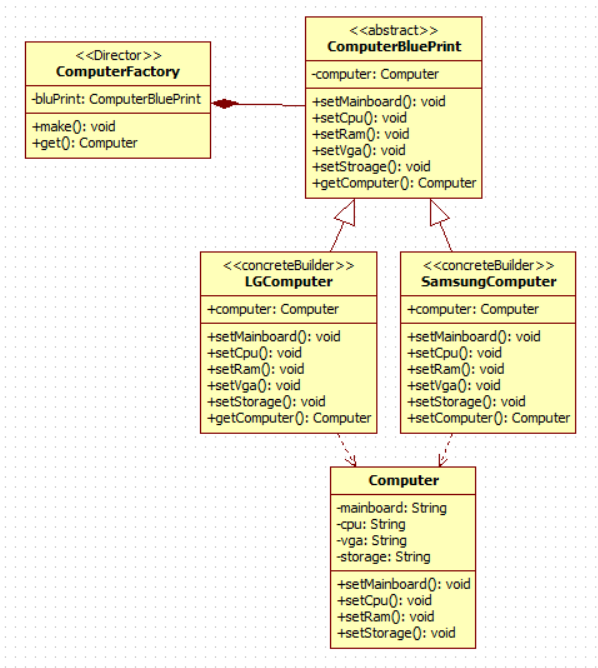 <<Director>>
ComputerFactory
-bluPrint: ComputerBluePrint
+make(): void
+get(): Computer
<<abstract>>
ComputerBluePrint
-computer: Computer
+setMainboard(): void
+setCpu(): void
+setRam(): void
+setVga(): void
+setStroage(): void
+getComputer(): Computer
<<concreteBuilder>>
LGComputer
+computer: Computer
+setMainboard(): void
+setCpu(): void
+setRam(): void
+setVga(): void
+setStorage(): void
+getComputer(): Computer
<<concreteBuilder>>
SamsungComputer
+computer: Computer
+setMainboard(): void
+setCpu(): void
+setRam(): void
+setVga(): void
+setStorage(): void
+setComputer(): Computer
Computer
-mainboard: String
-cpu: String
-vga: String
-storage: String
+setMainboard(): void
+setCpu(): void
+setRam(): void
+setStorage(): void